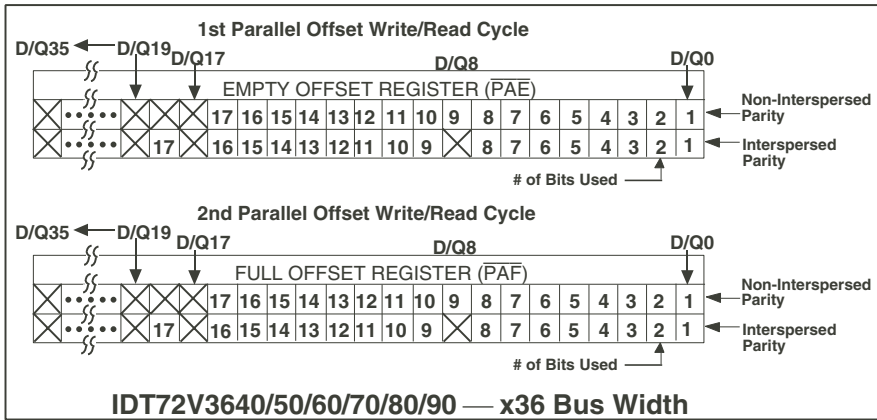 1st Parallel Offset Write/Read Cycle
D/Q35 D/Q19 D/Q17 D/Q8 D/Q0
EMPTY OFFSET REGISTER (PAE)
17 16 15 14 13 12 11 10 9 8 7 6 5 4 3 2 1 Non-Interspersed Parity
17 16 15 14 13 12 11 10 9 8 7 6 5 4 3 2 1 Interspersed Parity
# of Bits Used
2nd Parallel Offset Write/Read Cycle
D/Q35 D/Q19 D/Q17 D/Q8 D/Q0
FULL OFFSET REGISTER (PAF)
17 16 15 14 13 12 11 10 9 8 7 6 5 4 3 2 1 Non-Interspersed Parity
17 16 15 14 13 12 11 10 9 8 7 6 5 4 3 2 1 Interspersed Parity
# of Bits Used
IDT72V3640/50/60/70/80/90 — x36 Bus Width